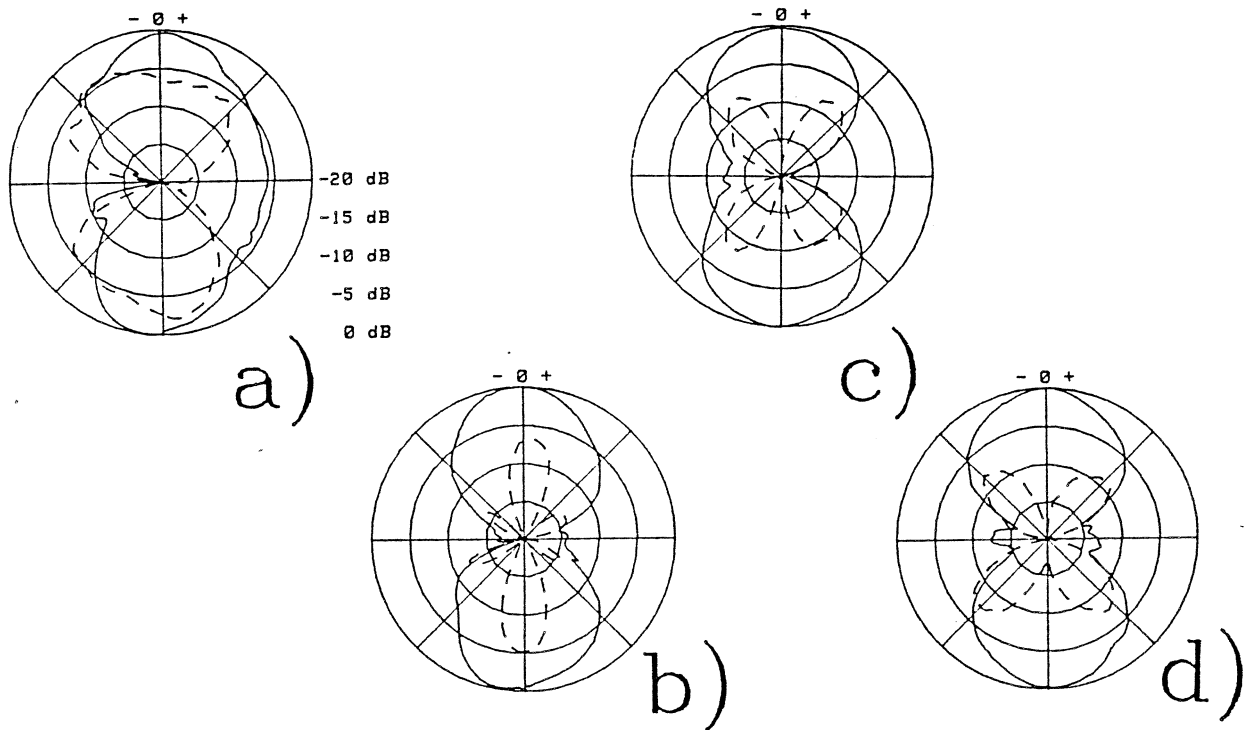 - 0 +
-20 dB
-15 dB
-10 dB
-5 dB
0 dB
a)
- 0 +
c)
- 0 +
b)
- 0 +
d)